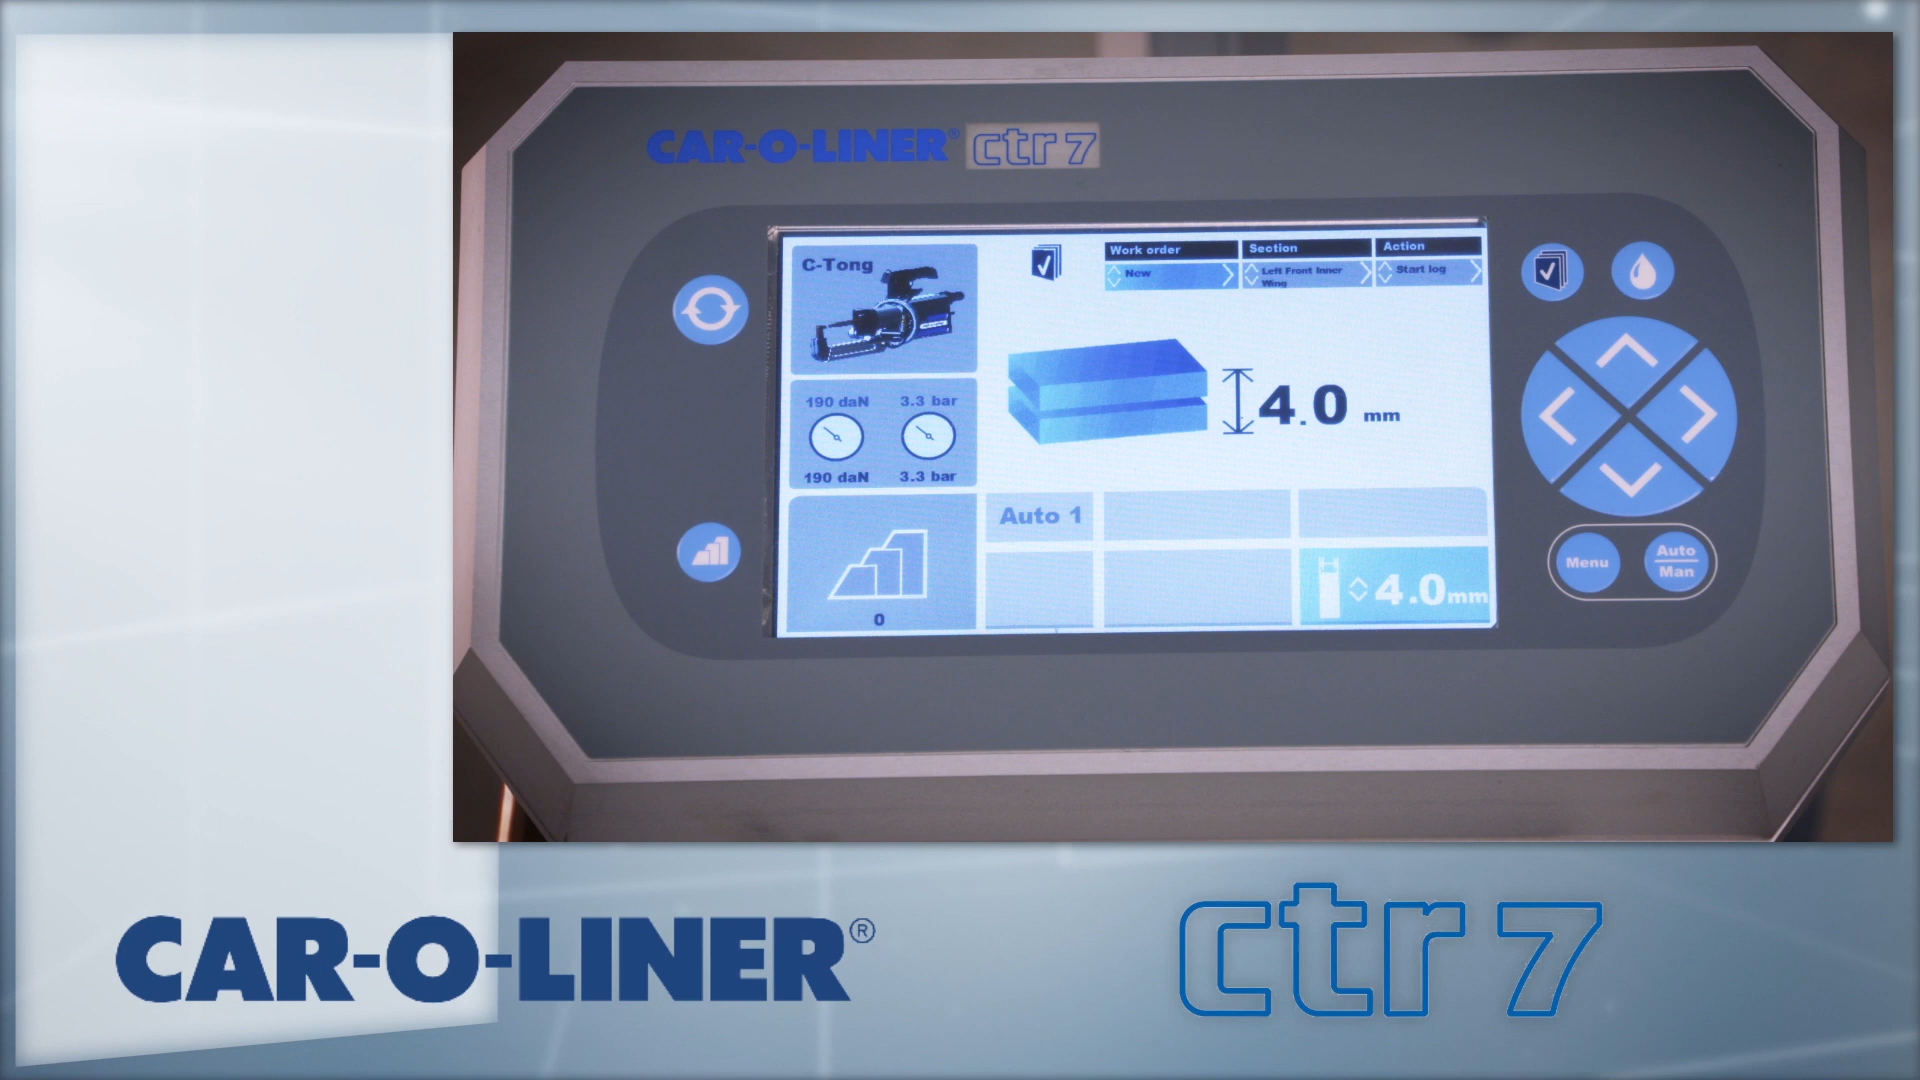 CAR-O-LINER® ctr 7
C-Tong
Work order
Section
Action
New
Left Front Inner
Wing
Start log
190 daN
3.3 bar
190 daN
3.3 bar
4.0 mm
Auto 1
0
4.0mm
Menu
Auto
Man
CAR-O-LINER®
ctr 7